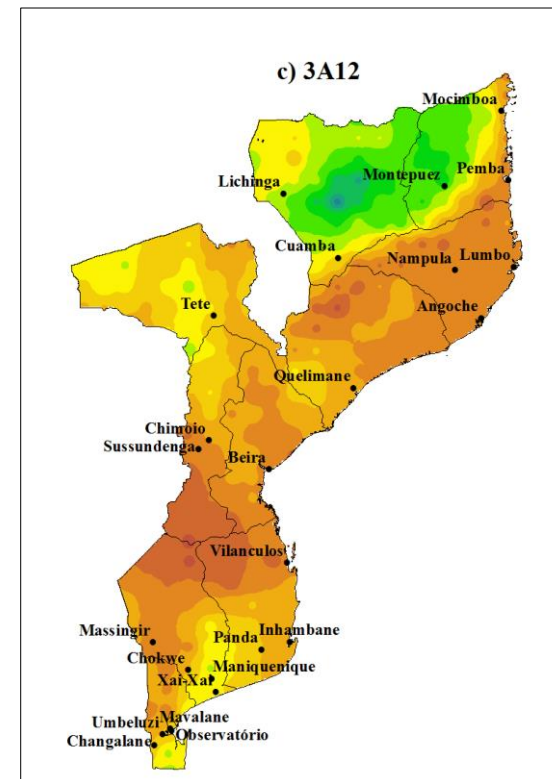 c) 3A12
Mocimboa
Pemba
Montepuez
Lichinga
Cuamba
Nampula
Lumbo
Tete
Angoche
Quelimane
Chimoio
Sussundenga
Beira
Vilanculos
Massingir
Panda
Inhambane
Chokwe
Maniquenique
Xai-Xai
Umbeluzi
Mavalane
Observatório
Changalane